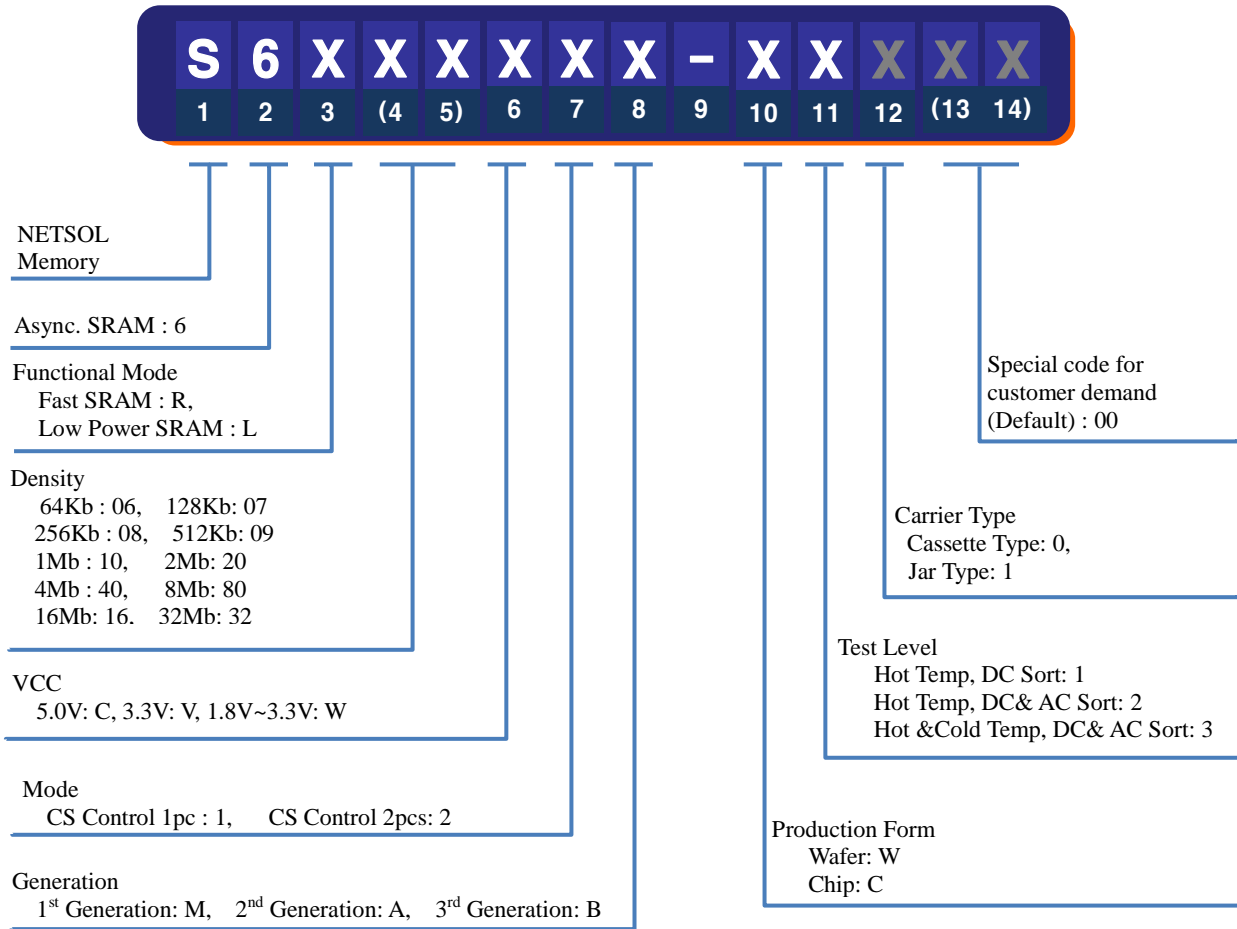 S 6 X X X X X X - X X X X X
1 2 3 (4 5) 6 7 8 9 10 11 12 (13 14)
NETSOL
Memory
Async. SRAM : 6
Functional Mode
Fast SRAM : R,
Low Power SRAM : L
Density
64Kb : 06, 128Kb: 07
256Kb : 08, 512Kb: 09
1Mb : 10, 2Mb: 20
4Mb : 40, 8Mb: 80
16Mb: 16, 32Mb: 32
VCC
5.0V: C, 3.3V: V, 1.8V~3.3V: W
Mode
CS Control 1pc : 1, CS Control 2pcs: 2
Generation
1st Generation: M, 2nd Generation: A, 3rd Generation: B
Special code for
customer demand
(Default) : 00
Carrier Type
Cassette Type: 0,
Jar Type: 1
Test Level
Hot Temp, DC Sort: 1
Hot Temp, DC& AC Sort: 2
Hot &Cold Temp, DC& AC Sort: 3
Production Form
Wafer: W
Chip: C